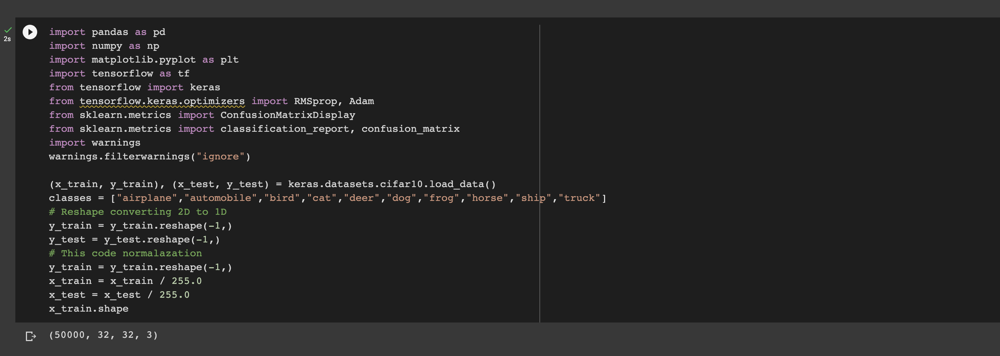 import pandas as pd
2s
import numpy as np
import matplotlib.pyplot as plt
import tensorflow as tf
from tensorflow import keras
from tensorflow.keras.optimizers import RMSprop, Adam
from sklearn.metrics import ConfusionMatrixDisplay
from sklearn.metrics import classification_report, confusion_matrix
import warnings
warnings.filterwarnings("ignore")

(x_train, y_train), (x_test, y_test) = keras.datasets.cifar10.load_data()
classes = ["airplane","automobile","bird","cat","deer","dog","frog","horse","ship","truck"]
# Reshape converting 2D to 1D
y_train = y_train.reshape(-1,)
y_test = y_test.reshape(-1,)
# This code normalazation
y_train = y_train.reshape(-1,)
x_train = x_train / 255.0
x_test = x_test / 255.0
x_train.shape
(50000, 32, 32, 3)